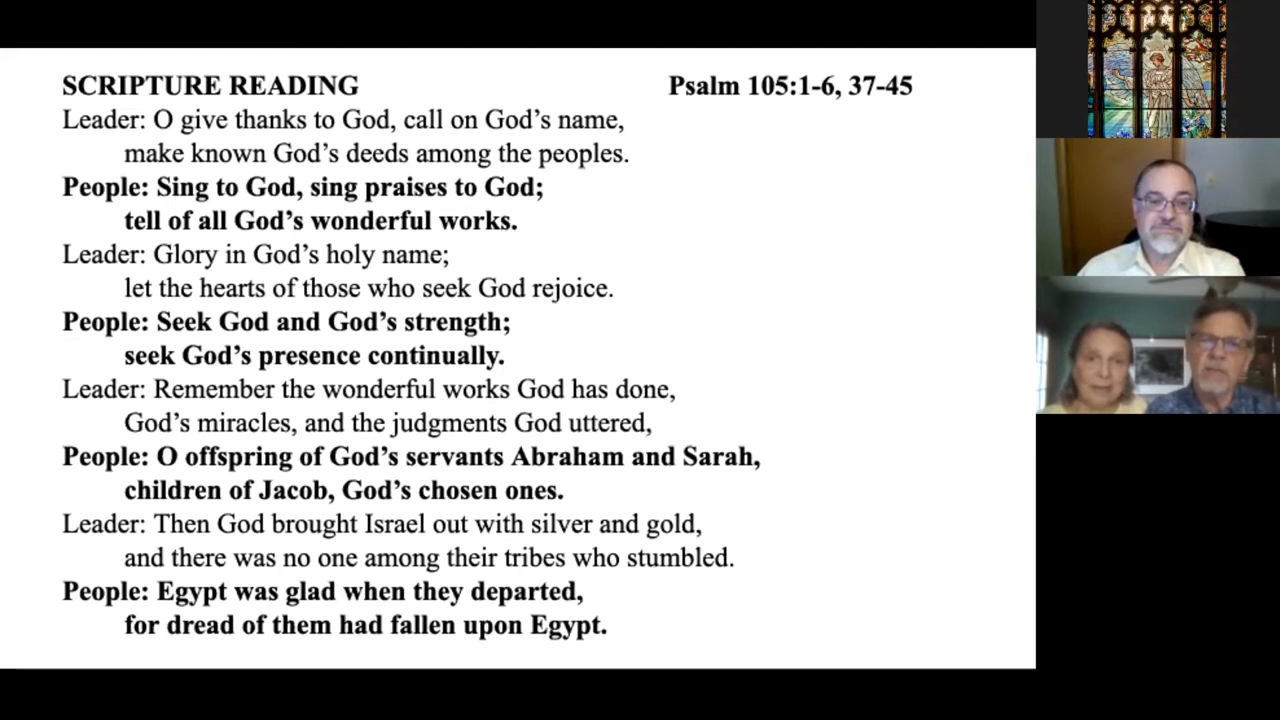 SCRIPTURE READING Psalm 105:1-6, 37-45
Leader: O give thanks to God, call on God’s name,
make known God’s deeds among the peoples.
People: Sing to God, sing praises to God;
tell of all God’s wonderful works.
Leader: Glory in God’s holy name;
let the hearts of those who seek God rejoice.
People: Seek God and God’s strength;
seek God’s presence continually.
Leader: Remember the wonderful works God has done,
God’s miracles, and the judgments God uttered,
People: O offspring of God’s servants Abraham and Sarah,
children of Jacob, God’s chosen ones.
Leader: Then God brought Israel out with silver and gold,
and there was no one among their tribes who stumbled.
People: Egypt was glad when they departed,
for dread of them had fallen upon Egypt.